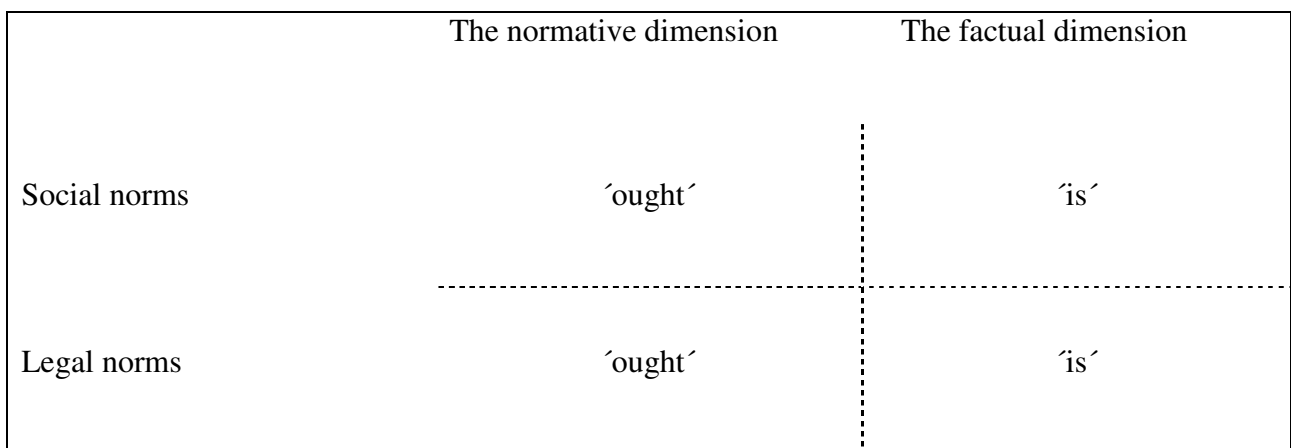 The normative dimension The factual dimension
Social norms ´ought´ ´is´
Legal norms ´ought´ ´is´